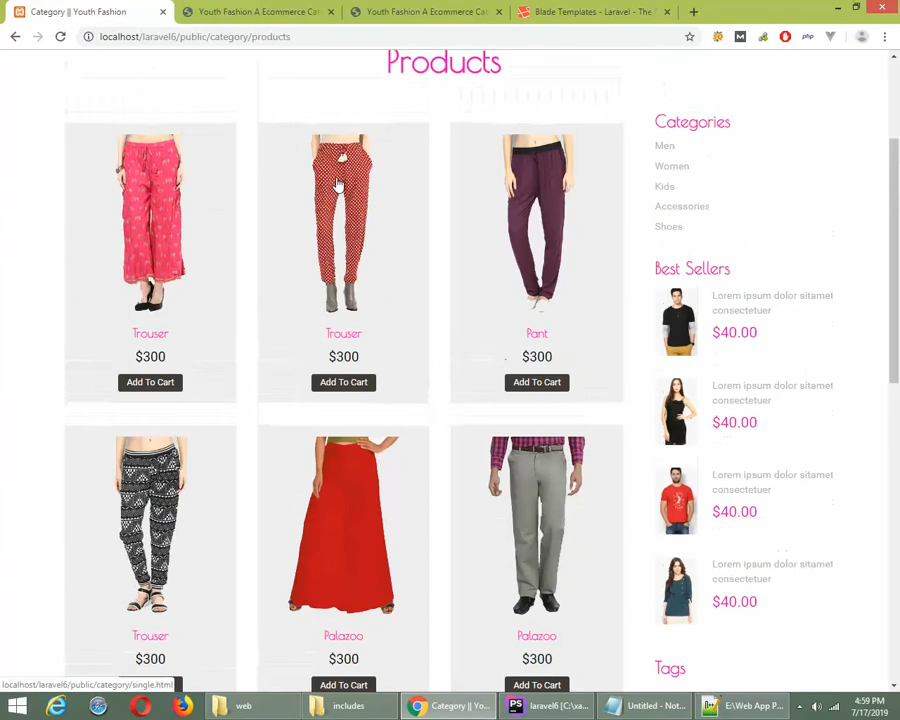 Category || Youth Fashion
Youth Fashion A Ecommerce Cate
Youth Fashion A Ecommerce Cate
Blade Templates - Laravel - The P
localhost/laravel6/public/category/products
php
Products
Trouser
$300
Add To Cart
Trouser
$300
Add To Cart
Pant
$300
Add To Cart
Trouser
$300
Palazoo
$300
Add To Cart
Palazoo
$300
Add To Cart
Categories
Men
Women
Kids
Accessories
Shoes
Best Sellers
Lorem ipsum dolor sitamet
consectetuer
$40.00
Lorem ipsum dolor sitamet
consectetuer
$40.00
Lorem ipsum dolor sitamet
consectetuer
$40.00
Lorem ipsum dolor sitamet
consectetuer
$40.00
Tags
localhost/laravel6/public/category/single.html
web
includes
Category || Yo...
PS
laravel6 [C:\xa...
Untitled - Not...
E:\Web App P...
4:59 PM
7/17/2019